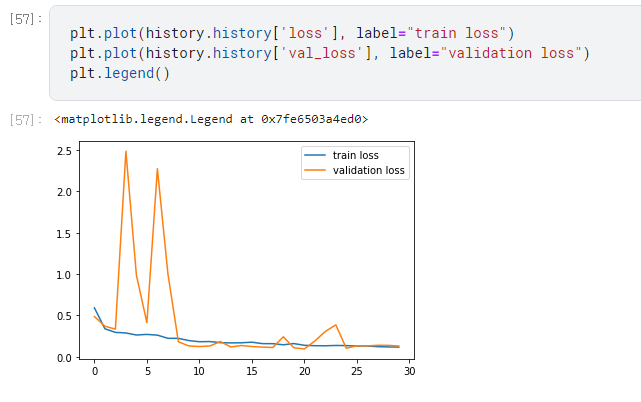 [57]:
plt.plot(history.history['loss'], label="train loss")
plt.plot(history.history['val_loss'], label="validation loss")
plt.legend()
[57]: <matplotlib.legend.Legend at 0x7fe6503a4ed0>
train loss
validation loss
2.5
2.0
1.5
1.0
0.5
0.0
0 5 10 15 20 25 30